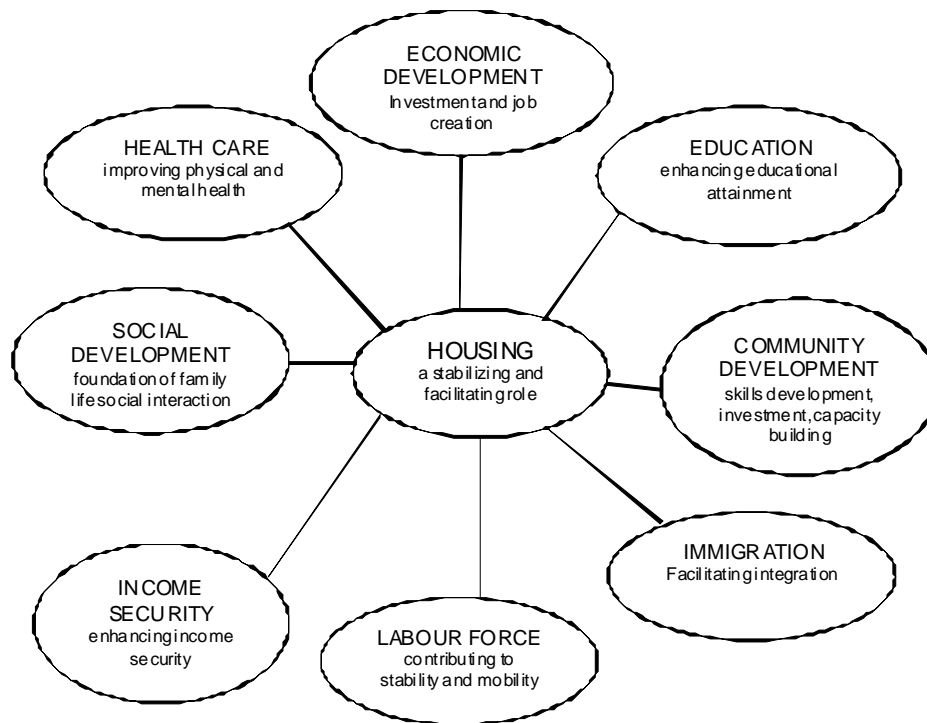 ECONOMIC
DEVELOPMENT
Investment and job
creation
HEALTH CARE
improving physical and
mental health
EDUCATION
enhancing educational
attainment
SOCIAL
DEVELOPMENT
foundation of family
life social interaction
HOUSING
a stabilizing and
facilitating role
COMMUNITY
DEVELOPMENT
skills development,
investment, capacity
building
IMMIGRATION
Facilitating integration
INCOME
SECURITY
enhancing income
security
LABOUR FORCE
contributing to
stability and mobility